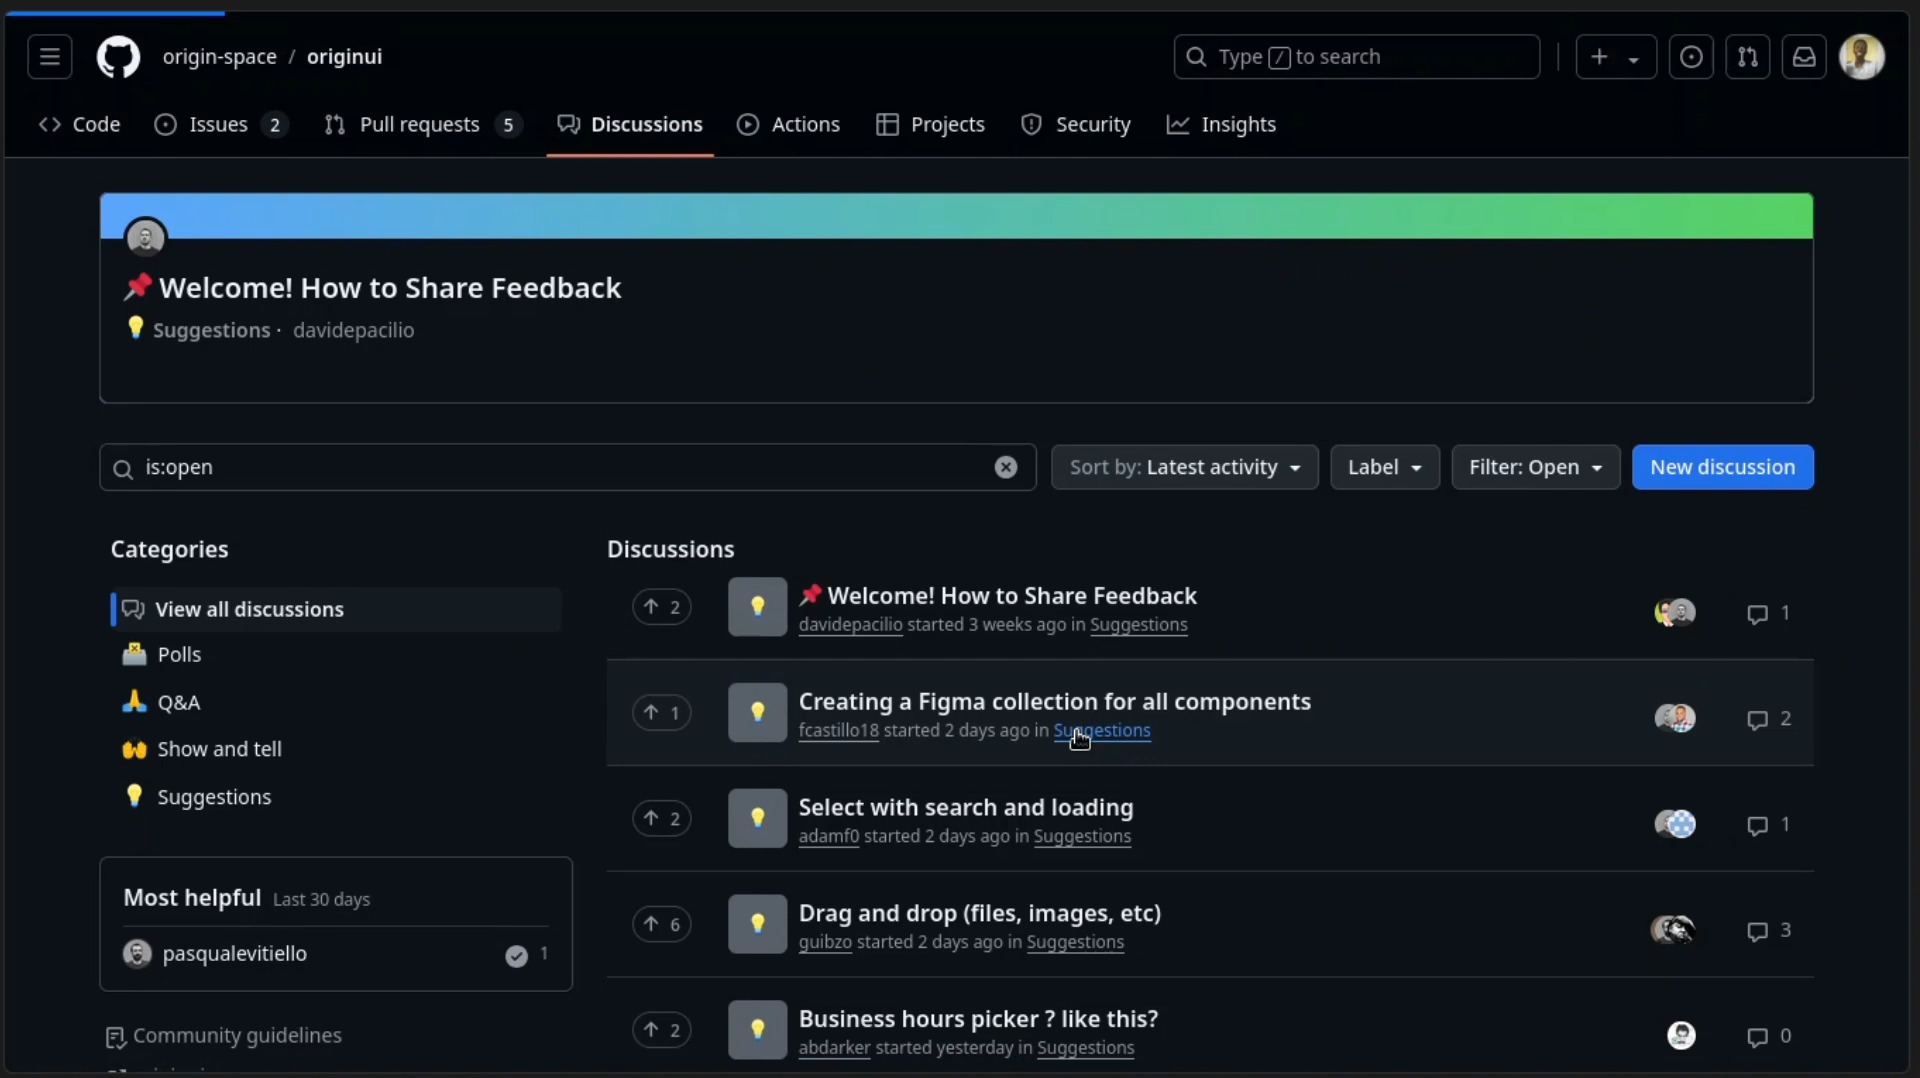 origin-space / originui
Type / to search
Code
Issues 2
Pull requests 5
Discussions
Actions
Projects
Security
Insights
Welcome! How to Share Feedback
Suggestions · davidepacilio
is:open
Sort by: Latest activity
Label
Filter: Open
New discussion
Categories
View all discussions
Polls
Q&A
Show and tell
Suggestions
Most helpful Last 30 days
pasqualevitiello 1
Community guidelines
Discussions
2
Welcome! How to Share Feedback
davidepacilio started 3 weeks ago in Suggestions
1
1
Creating a Figma collection for all components
fcastillo18 started 2 days ago in Suggestions
2
2
Select with search and loading
adamf0 started 2 days ago in Suggestions
1
6
Drag and drop (files, images, etc)
guibzo started 2 days ago in Suggestions
3
2
Business hours picker ? like this?
abdarker started yesterday in Suggestions
0